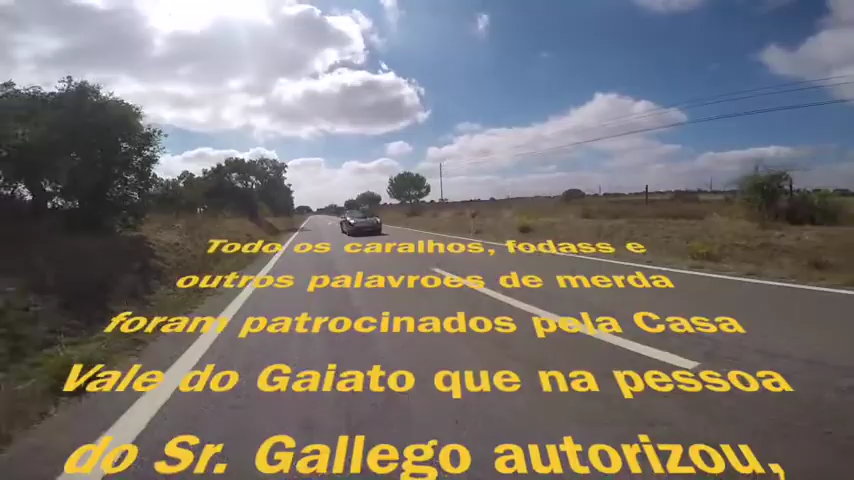 Todo os caralhos, fodass e
outros palavrões de merda
foram patrocinados pela Casa
Vale do Gaiato que na pessoa
do Sr. Gallego autorizou,